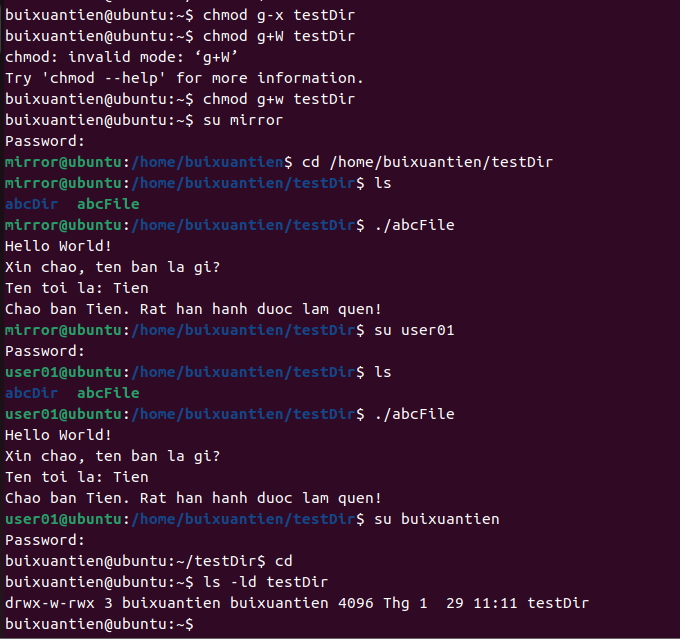 buixuantien@ubuntu:~$ chmod g-x testDir
buixuantien@ubuntu:~$ chmod g+W testDir
chmod: invalid mode: ‘g+W’
Try 'chmod --help' for more information.
buixuantien@ubuntu:~$ chmod g+w testDir
buixuantien@ubuntu:~$ su mirror
Password:
mirror@ubuntu:/home/buixuantien$ cd /home/buixuantien/testDir
mirror@ubuntu:/home/buixuantien/testDir$ ls
abcDir  abcFile
mirror@ubuntu:/home/buixuantien/testDir$ ./abcFile
Hello World!
Xin chao, ten ban la gi?
Ten toi la: Tien
Chao ban Tien. Rat han hanh duoc lam quen!
mirror@ubuntu:/home/buixuantien/testDir$ su user01
Password:
user01@ubuntu:/home/buixuantien/testDir$ ls
abcDir  abcFile
user01@ubuntu:/home/buixuantien/testDir$ ./abcFile
Hello World!
Xin chao, ten ban la gi?
Ten toi la: Tien
Chao ban Tien. Rat han hanh duoc lam quen!
user01@ubuntu:/home/buixuantien/testDir$ su buixuantien
Password:
buixuantien@ubuntu:~/testDir$ cd
buixuantien@ubuntu:~$ ls -ld testDir
drwx-w-rwx 3 buixuantien buixuantien 4096 Thg 1  29 11:11 testDir
buixuantien@ubuntu:~$